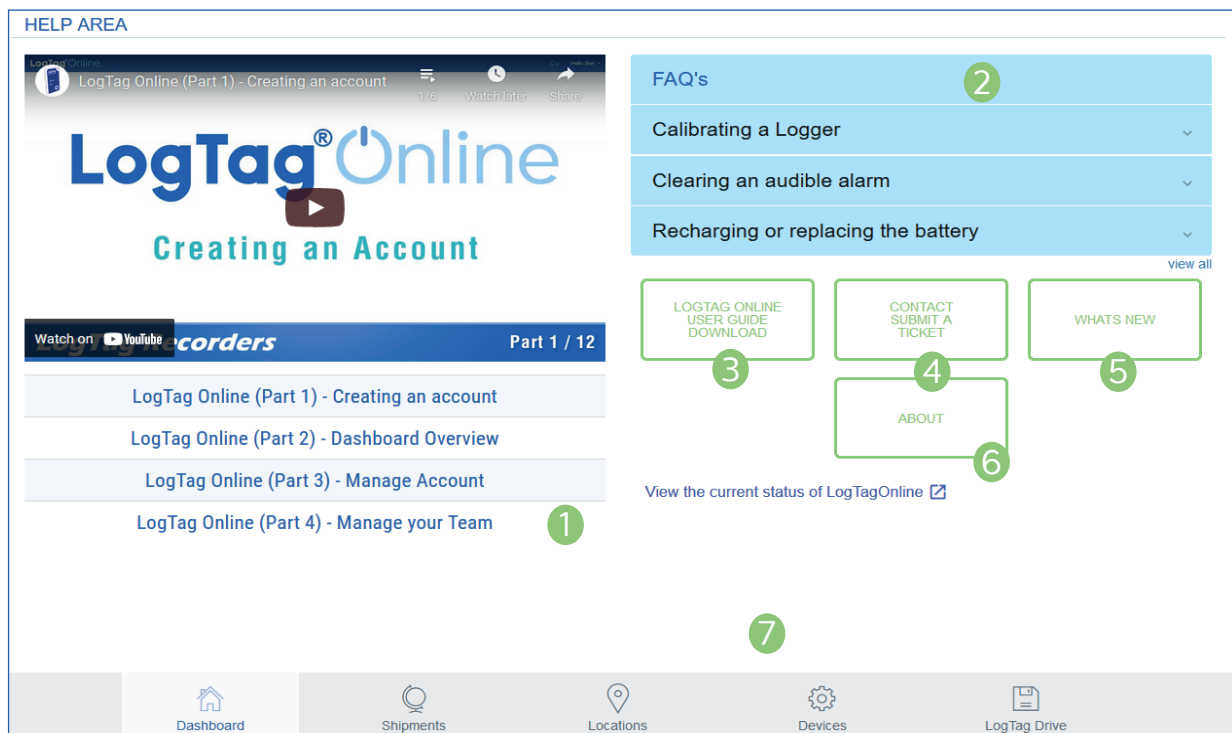 HELP AREA
LogTag Online
LogTag Online (Part 1) - Creating an account
1/6
Watch later
Share
LogTag® Online
Creating an Account
Watch on YouTube
corders
Part 1 / 12
LogTag Online (Part 1) - Creating an account
LogTag Online (Part 2) - Dashboard Overview
LogTag Online (Part 3) - Manage Account
LogTag Online (Part 4) - Manage your Team
1
FAQ's
2
Calibrating a Logger
Clearing an audible alarm
Recharging or replacing the battery
view all
LOGTAG ONLINE
USER GUIDE
DOWNLOAD
3
CONTACT
SUBMIT A
TICKET
4
WHATS NEW
5
ABOUT
6
View the current status of LogTagOnline
7
Dashboard
Shipments
Locations
Devices
LogTag Drive